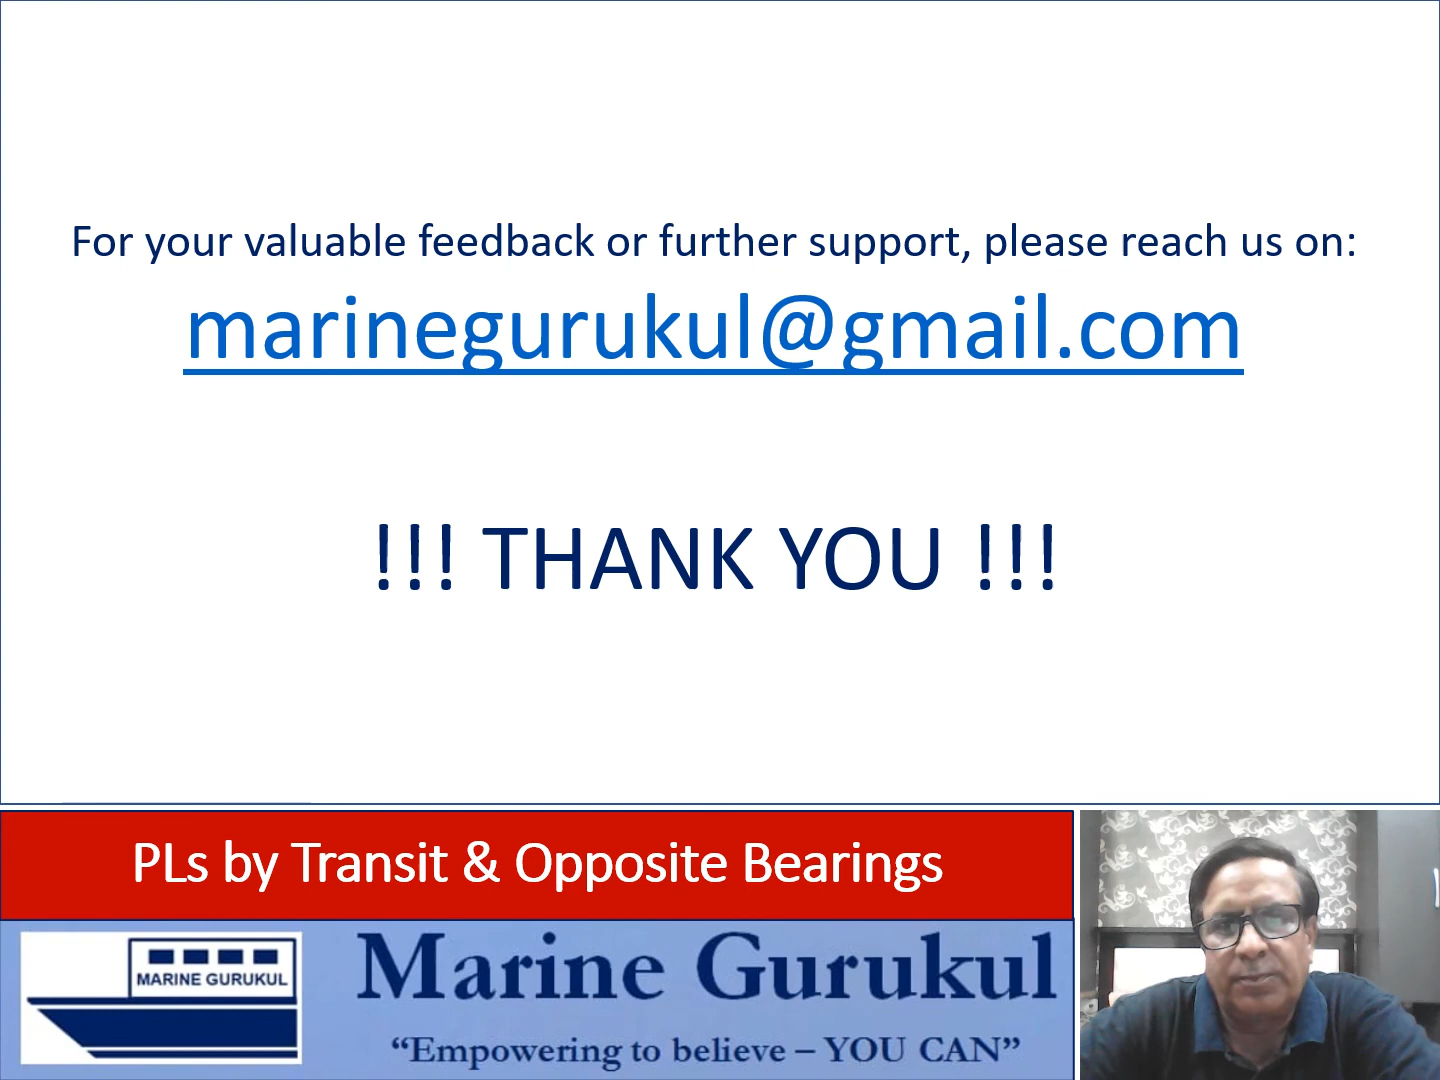 For your valuable feedback or further support, please reach us on:
marinegurukul@gmail.com
!!! THANK YOU !!!
PLs by Transit & Opposite Bearings
MARINE GURUKUL
Marine Gurukul
“Empowering to believe – YOU CAN”